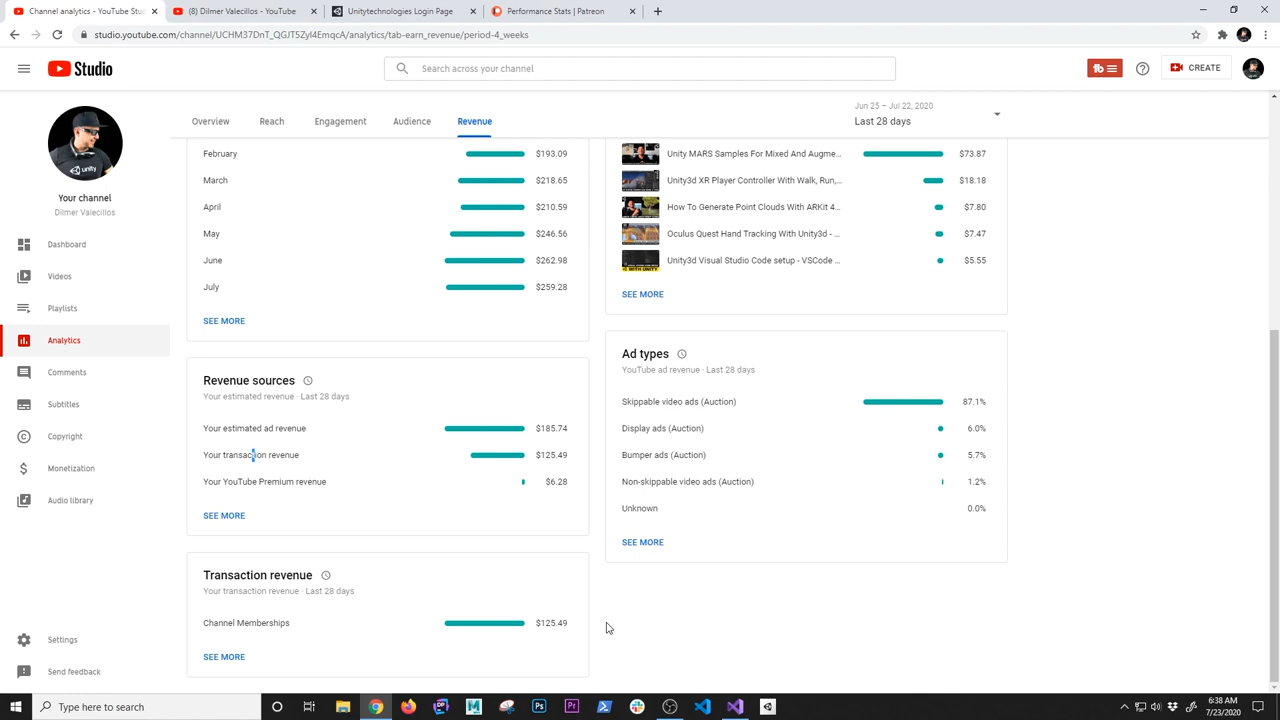 Channel analytics - YouTube Stu
(8) Dilmer Valecillos - YouTube
Unitytechnologies Login Page
Performance Stats | Patreon
studio.youtube.com/channel/UCHM37DnT_QGJT5Zyl4EmqcA/analytics/tab-earn_revenue/period-4_weeks
Studio
Search across your channel
CREATE
Jun 25 – Jul 22, 2020
Last 28 days
Overview
Reach
Engagement
Audience
Revenue
unity
Your channel
Dilmer Valecillos
Dashboard
Videos
Playlists
Analytics
Comments
Subtitles
Copyright
Monetization
Audio library
Settings
Send feedback
February $193.09
March $218.65
April $210.59
May $246.56
June $262.98
July $259.28
SEE MORE
Revenue sources
Your estimated revenue · Last 28 days
Your estimated ad revenue $185.74
Your transaction revenue $125.49
Your YouTube Premium revenue $6.28
SEE MORE
Transaction revenue
Your transaction revenue · Last 28 days
Channel Memberships $125.49
SEE MORE
Unity MARS Samples For Mixed And Augme... $73.87
Unity3d XR Player Controller With Walk, Run,... $18.18
How To Generate Point Clouds With ARKit 4... $7.80
Oculus Quest Hand Tracking With Unity3d - ... $7.47
Unity3d Visual Studio Code setup - VSCode ... $5.55
SEE MORE
Ad types
YouTube ad revenue · Last 28 days
Skippable video ads (Auction) 87.1%
Display ads (Auction) 6.0%
Bumper ads (Auction) 5.7%
Non-skippable video ads (Auction) 1.2%
Unknown 0.0%
SEE MORE
Type here to search
6:38 AM
7/23/2020